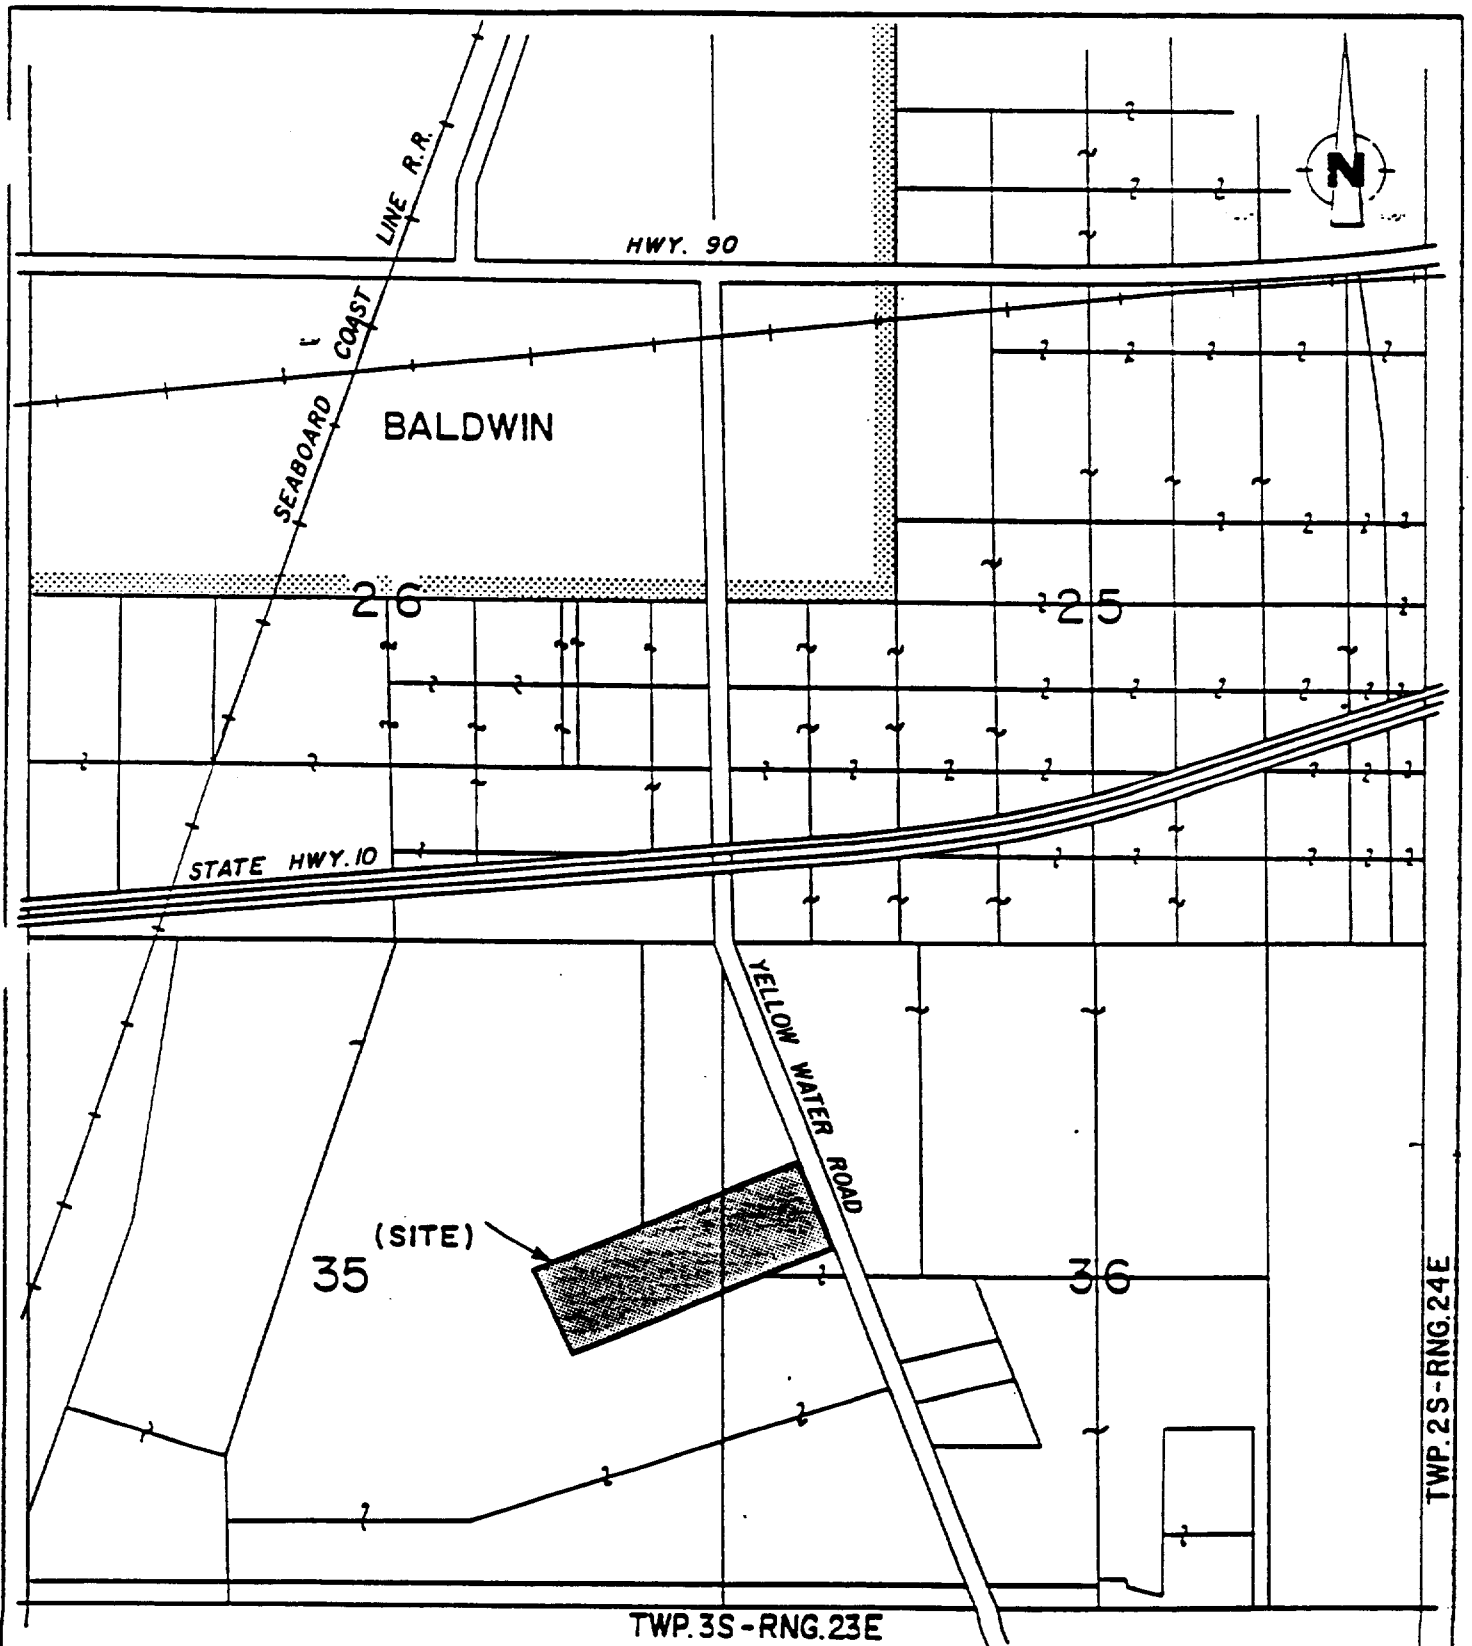 N
HWY. 90
SEABOARD COAST LINE R.R.
BALDWIN
26
25
STATE HWY. 10
YELLOW WATER ROAD
(SITE)
35
36
TWP. 2S-RNG. 24E
TWP. 3S-RNG. 23E